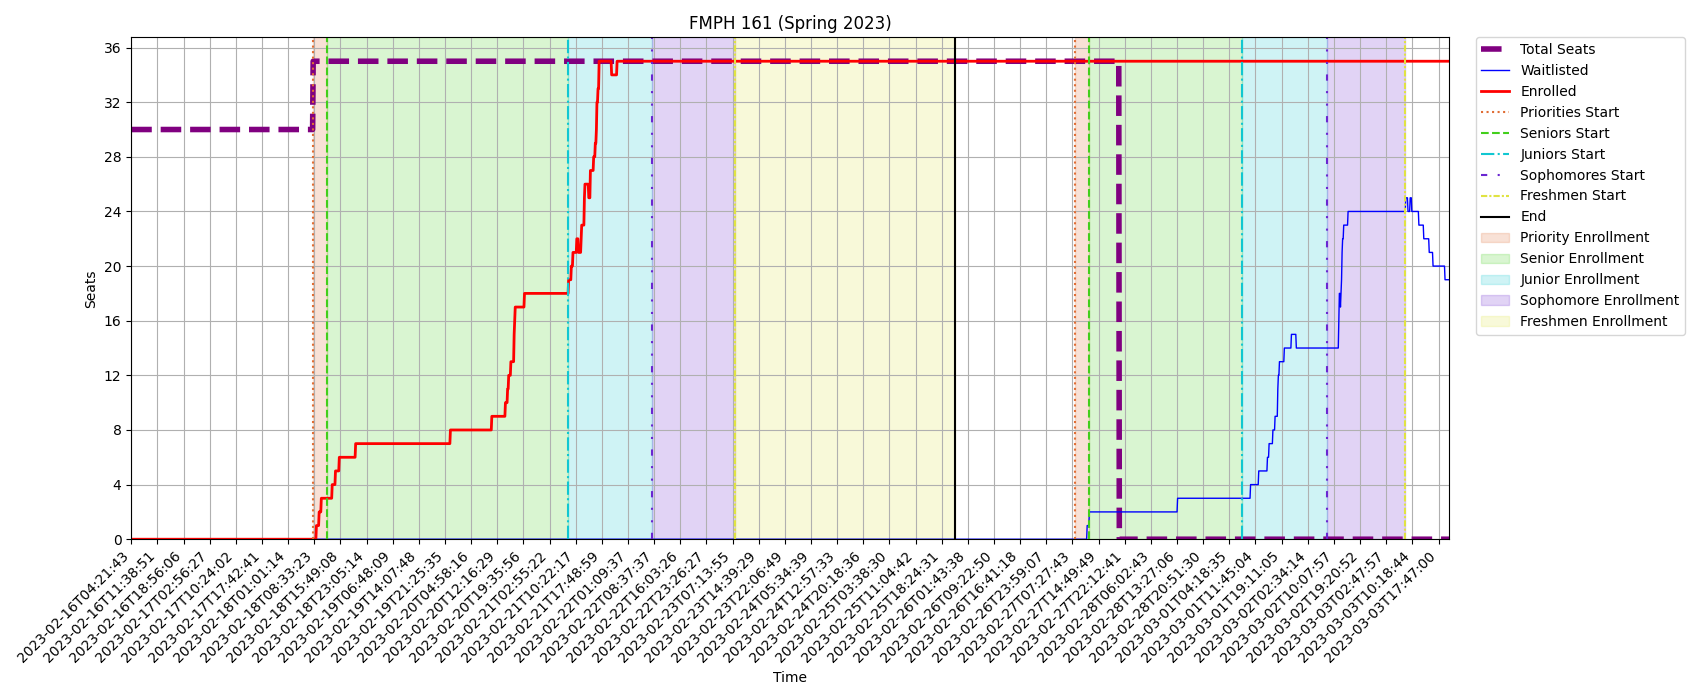 FMPH 161 (Spring 2023)
Seats
36
32
28
24
20
16
12
8
4
0
2023-02-16T04:21:43
2023-02-16T11:38:51
2023-02-16T18:56:06
2023-02-17T02:56:27
2023-02-17T10:24:02
2023-02-17T17:42:41
2023-02-18T01:01:14
2023-02-18T08:33:23
2023-02-18T15:49:08
2023-02-18T23:05:14
2023-02-19T06:48:09
2023-02-19T14:07:48
2023-02-19T21:25:35
2023-02-20T04:58:16
2023-02-20T12:16:29
2023-02-20T19:35:56
2023-02-21T02:55:22
2023-02-21T10:22:17
2023-02-21T17:48:59
2023-02-22T01:09:37
2023-02-22T08:37:37
2023-02-22T16:03:26
2023-02-22T23:26:27
2023-02-23T07:13:55
2023-02-23T14:39:29
2023-02-23T22:06:49
2023-02-24T05:34:39
2023-02-24T12:57:33
2023-02-24T20:18:36
2023-02-25T03:38:30
2023-02-25T11:04:42
2023-02-25T18:24:31
2023-02-26T01:43:38
2023-02-26T09:22:50
2023-02-26T16:41:18
2023-02-26T23:59:07
2023-02-27T07:27:43
2023-02-27T14:49:49
2023-02-27T22:12:41
2023-02-28T06:02:43
2023-02-28T13:27:06
2023-02-28T20:51:30
2023-03-01T04:18:35
2023-03-01T11:45:04
2023-03-01T19:11:05
2023-03-02T02:34:14
2023-03-02T10:07:57
2023-03-02T19:20:52
2023-03-03T02:47:57
2023-03-03T10:18:44
2023-03-03T17:47:00
Time
Total Seats
Waitlisted
Enrolled
Priorities Start
Seniors Start
Juniors Start
Sophomores Start
Freshmen Start
End
Priority Enrollment
Senior Enrollment
Junior Enrollment
Sophomore Enrollment
Freshmen Enrollment